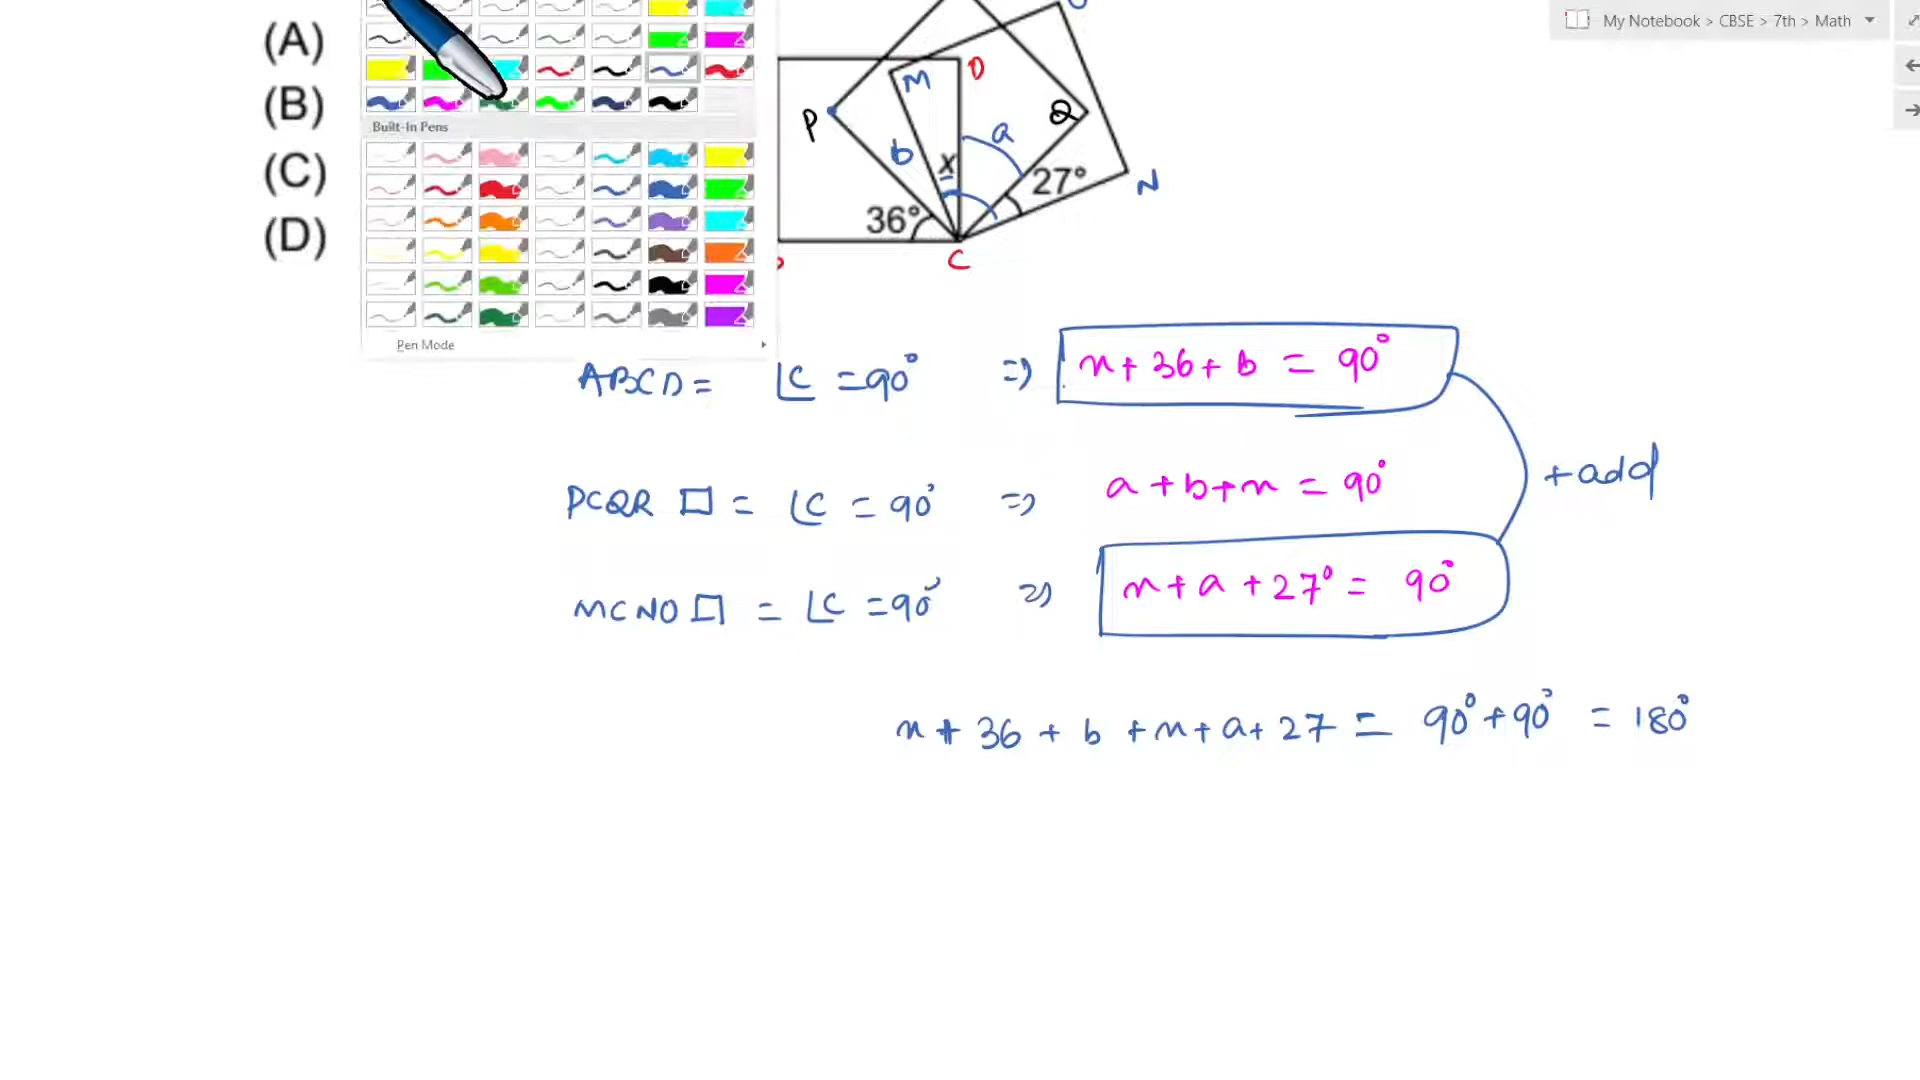 My Notebook > CBSE > 7th > Math
(A)
(B)
(C)
(D)
Built-In Pens
Pen Mode
M
D
P
Q
a
b
x
27°
N
36°
C
ABCD = ∟C = 90° => x + 36 + b = 90°
+ add
PCQR □ = ∟C = 90° => a + b + x = 90°
MCNO □ = ∟C = 90° => x + a + 27° = 90°
x + 36 + b + x + a + 27 = 90° + 90° = 180°